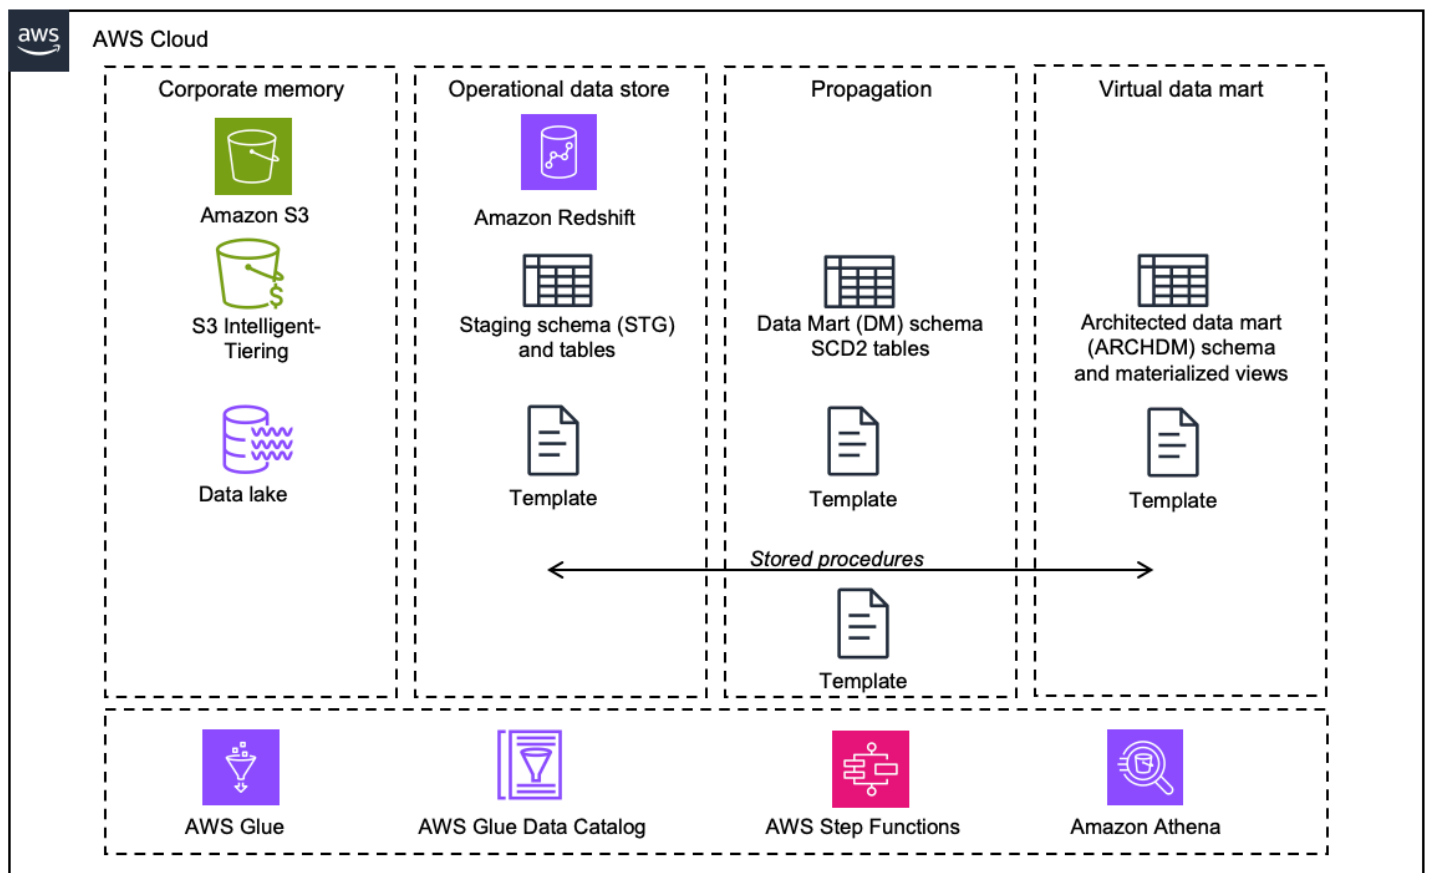 aws
AWS Cloud
Corporate memory
Amazon S3
S3 Intelligent-
Tiering
Data lake
Operational data store
Amazon Redshift
Staging schema (STG)
and tables
Template
Propagation
Data Mart (DM) schema
SCD2 tables
Template
Stored procedures
Template
Virtual data mart
Architected data mart
(ARCHDM) schema
and materialized views
Template
AWS Glue
AWS Glue Data Catalog
AWS Step Functions
Amazon Athena